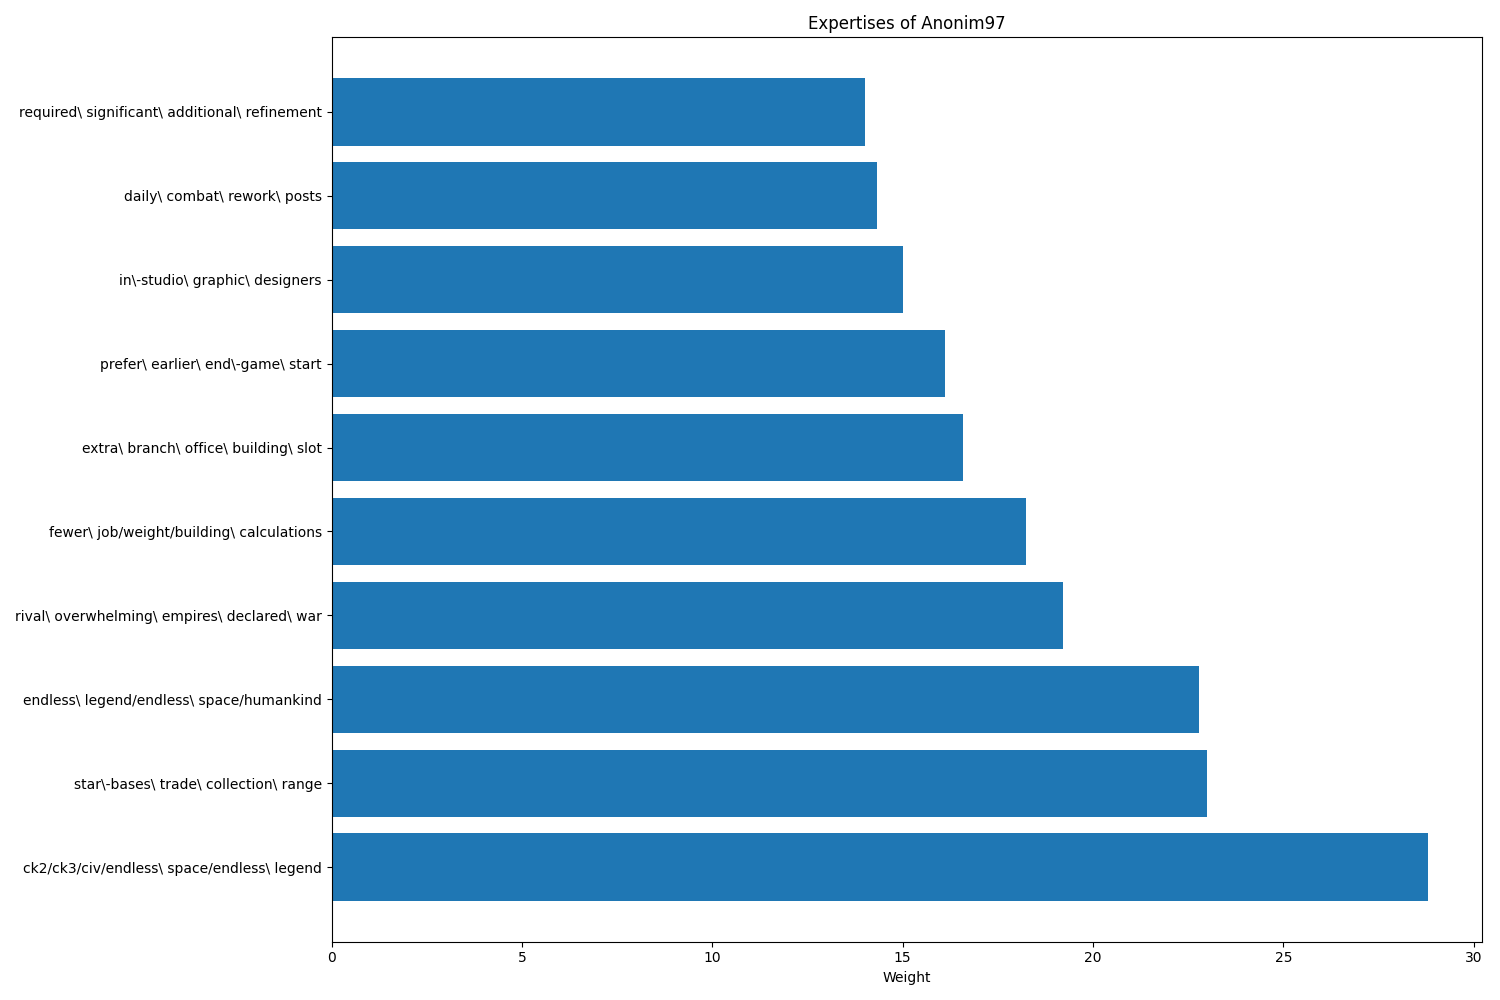 Expertises of Anonim97
required\ significant\ additional\ refinement
daily\ combat\ rework\ posts
in\-studio\ graphic\ designers
prefer\ earlier\ end\-game\ start
extra\ branch\ office\ building\ slot
fewer\ job/weight/building\ calculations
rival\ overwhelming\ empires\ declared\ war
endless\ legend/endless\ space/humankind
star\-bases\ trade\ collection\ range
ck2/ck3/civ/endless\ space/endless\ legend
0 5 10 15 20 25 30
Weight